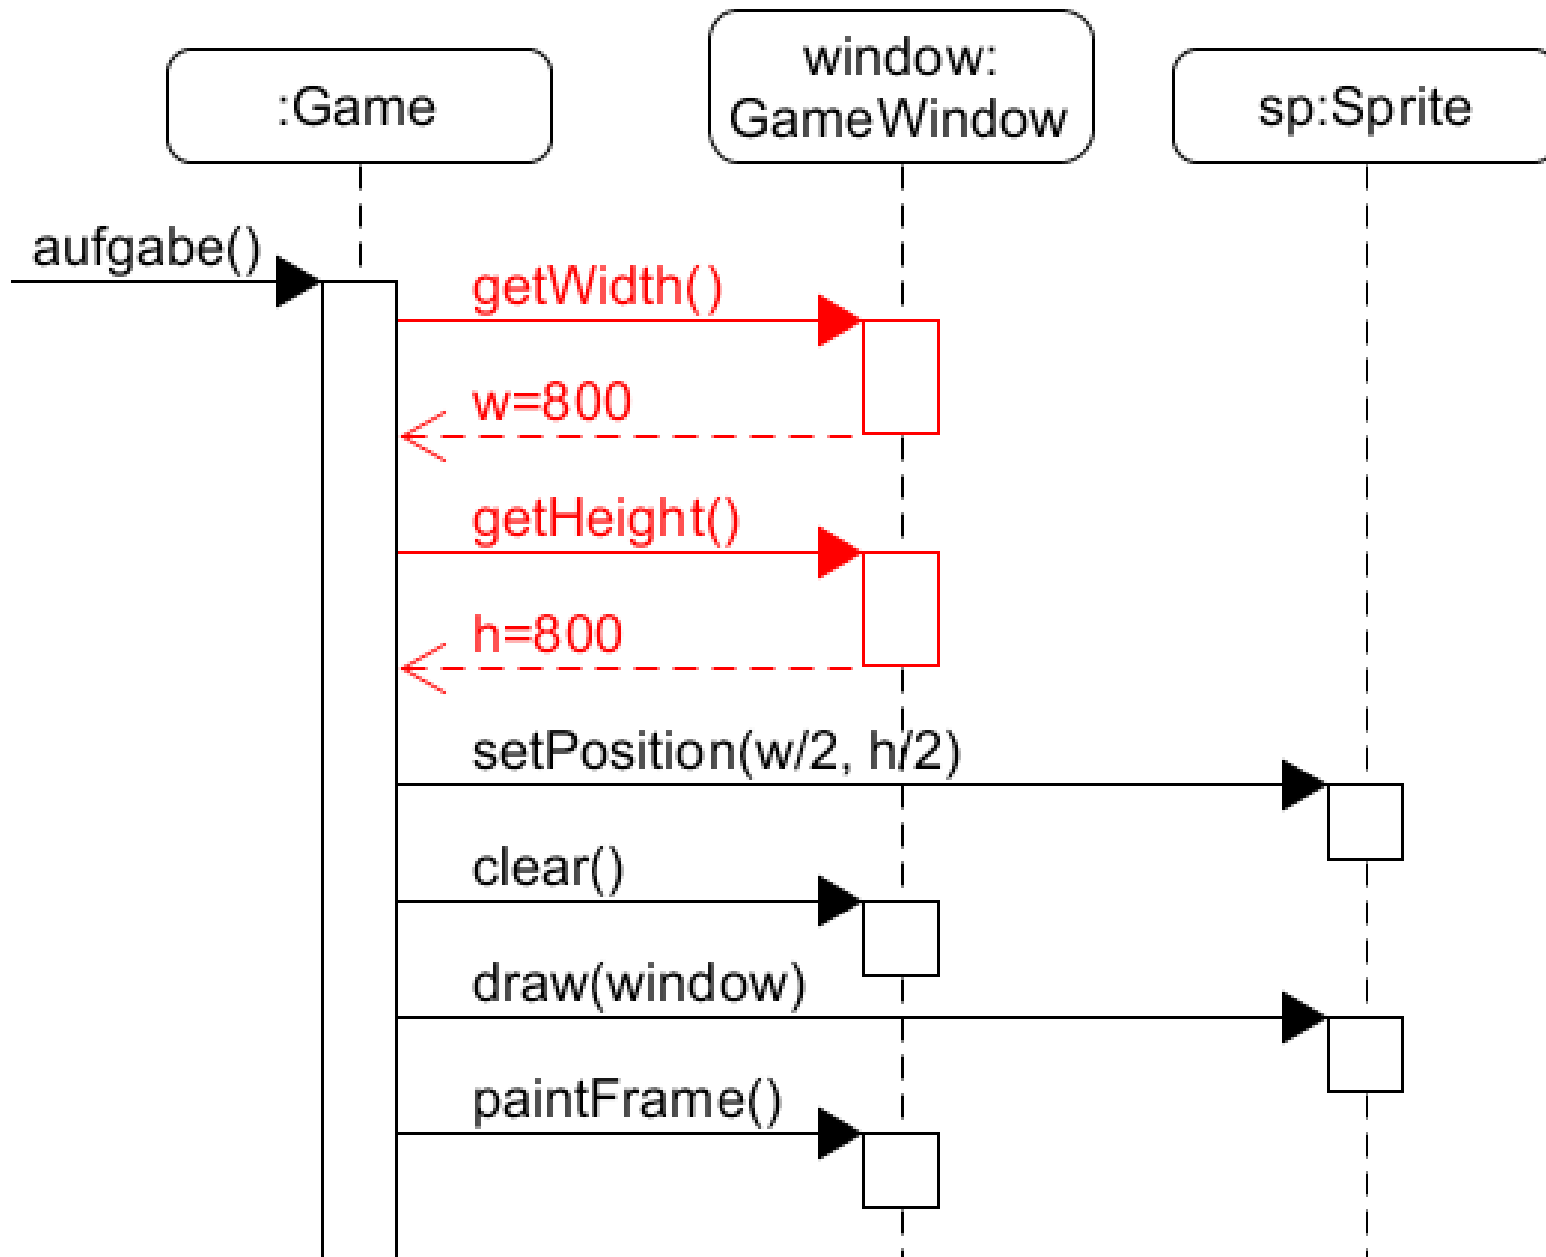 :Game
window:
GameWindow
sp:Sprite
aufgabe()
getWidth()
w=800
getHeight()
h=800
setPosition(w/2, h/2)
clear()
draw(window)
paintFrame()